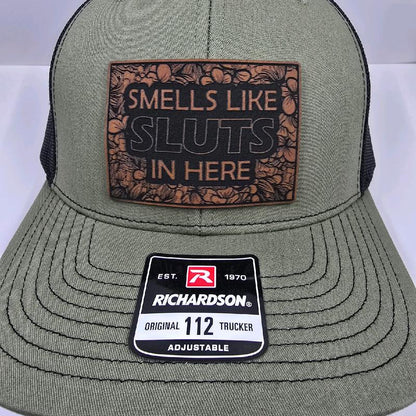 SMELLS LIKE
SLUTS
IN HERE
EST. R 1970
RICHARDSON®
ORIGINAL 112 TRUCKER
ADJUSTABLE